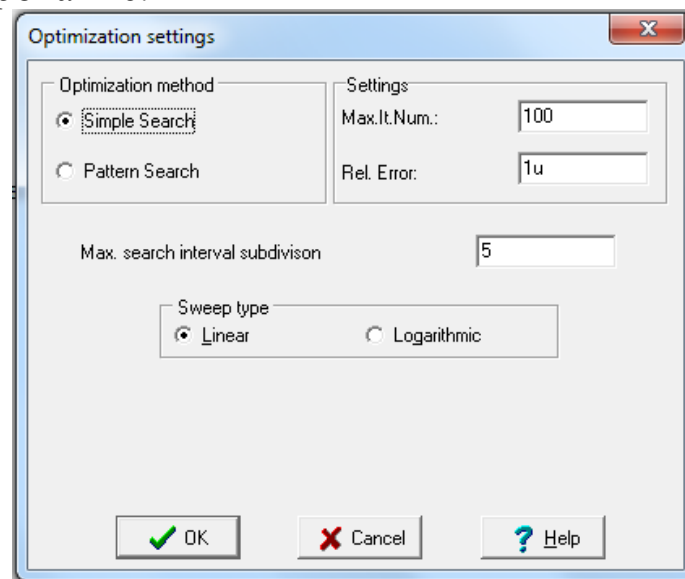 Optimization settings
Optimization method
Simple Search
Pattern Search
Settings
Max.It.Num.: 100
Rel. Error: 1u
Max. search interval subdivison 5
Sweep type
Linear Logarithmic
OK Cancel Help